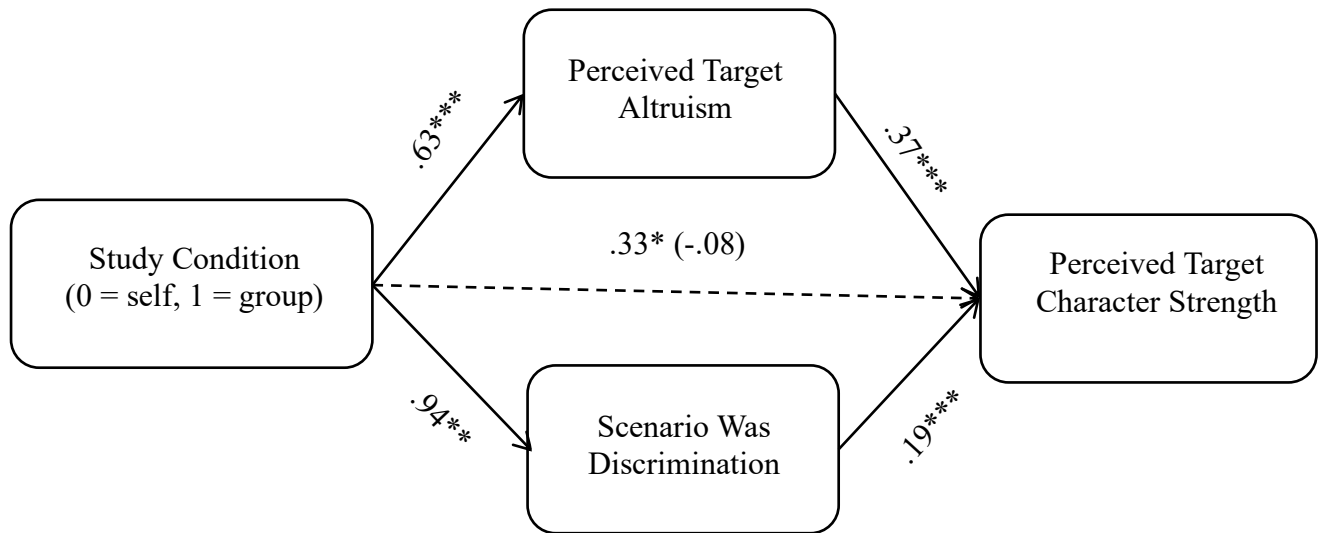 Perceived Target
Altruism
.63***
.37***
Study Condition
(0 = self, 1 = group)
.33* (-.08)
Perceived Target
Character Strength
.94**
Scenario Was
Discrimination
.19***